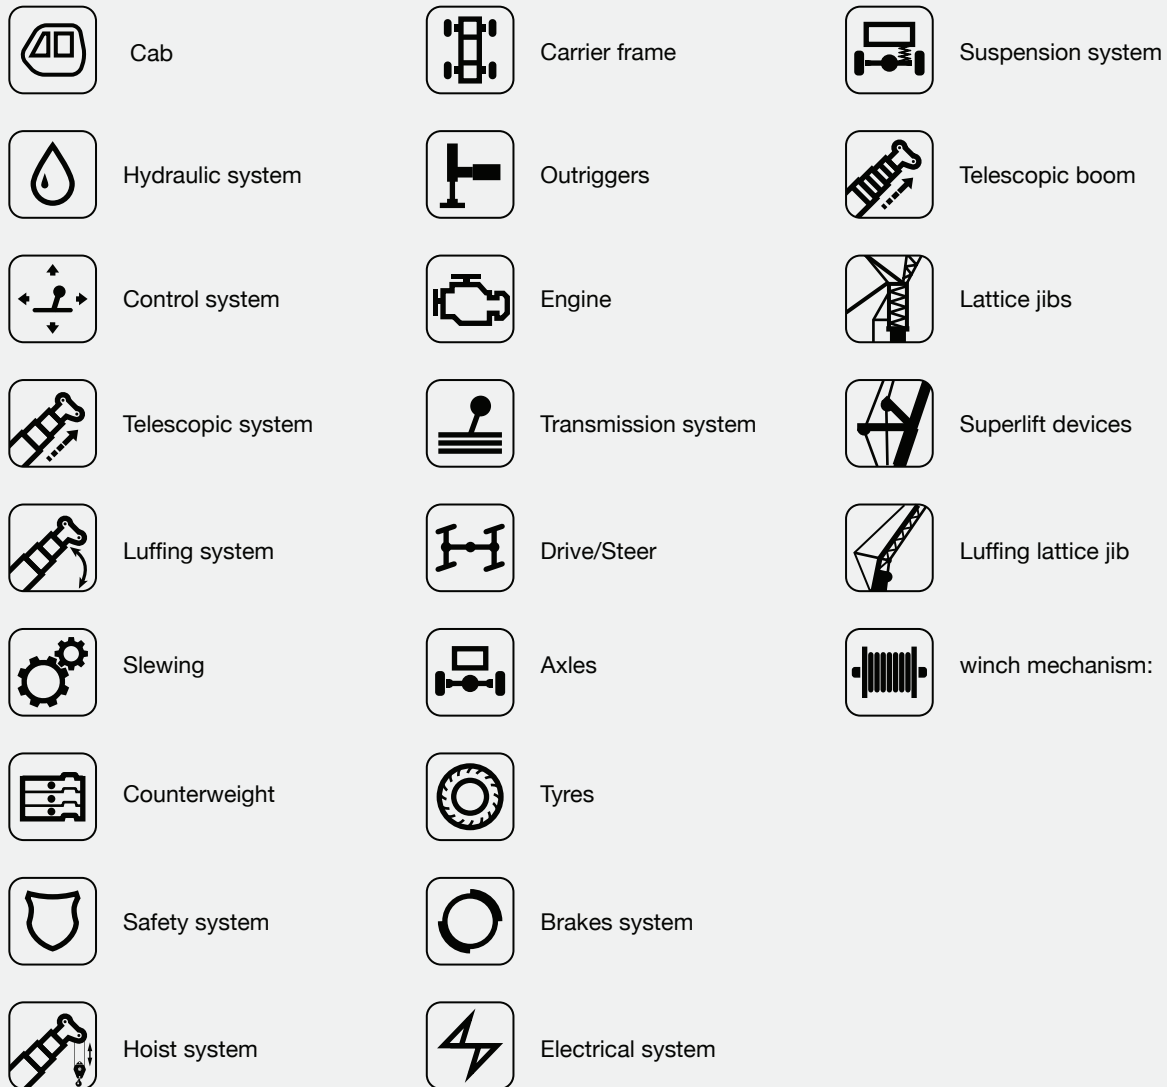 Cab
Hydraulic system
Control system
Telescopic system
Luffing system
Slewing
Counterweight
Safety system
Hoist system
Carrier frame
Outriggers
Engine
Transmission system
Drive/Steer
Axles
Tyres
Brakes system
Electrical system
Suspension system
Telescopic boom
Lattice jibs
Superlift devices
Luffing lattice jib
winch mechanism: